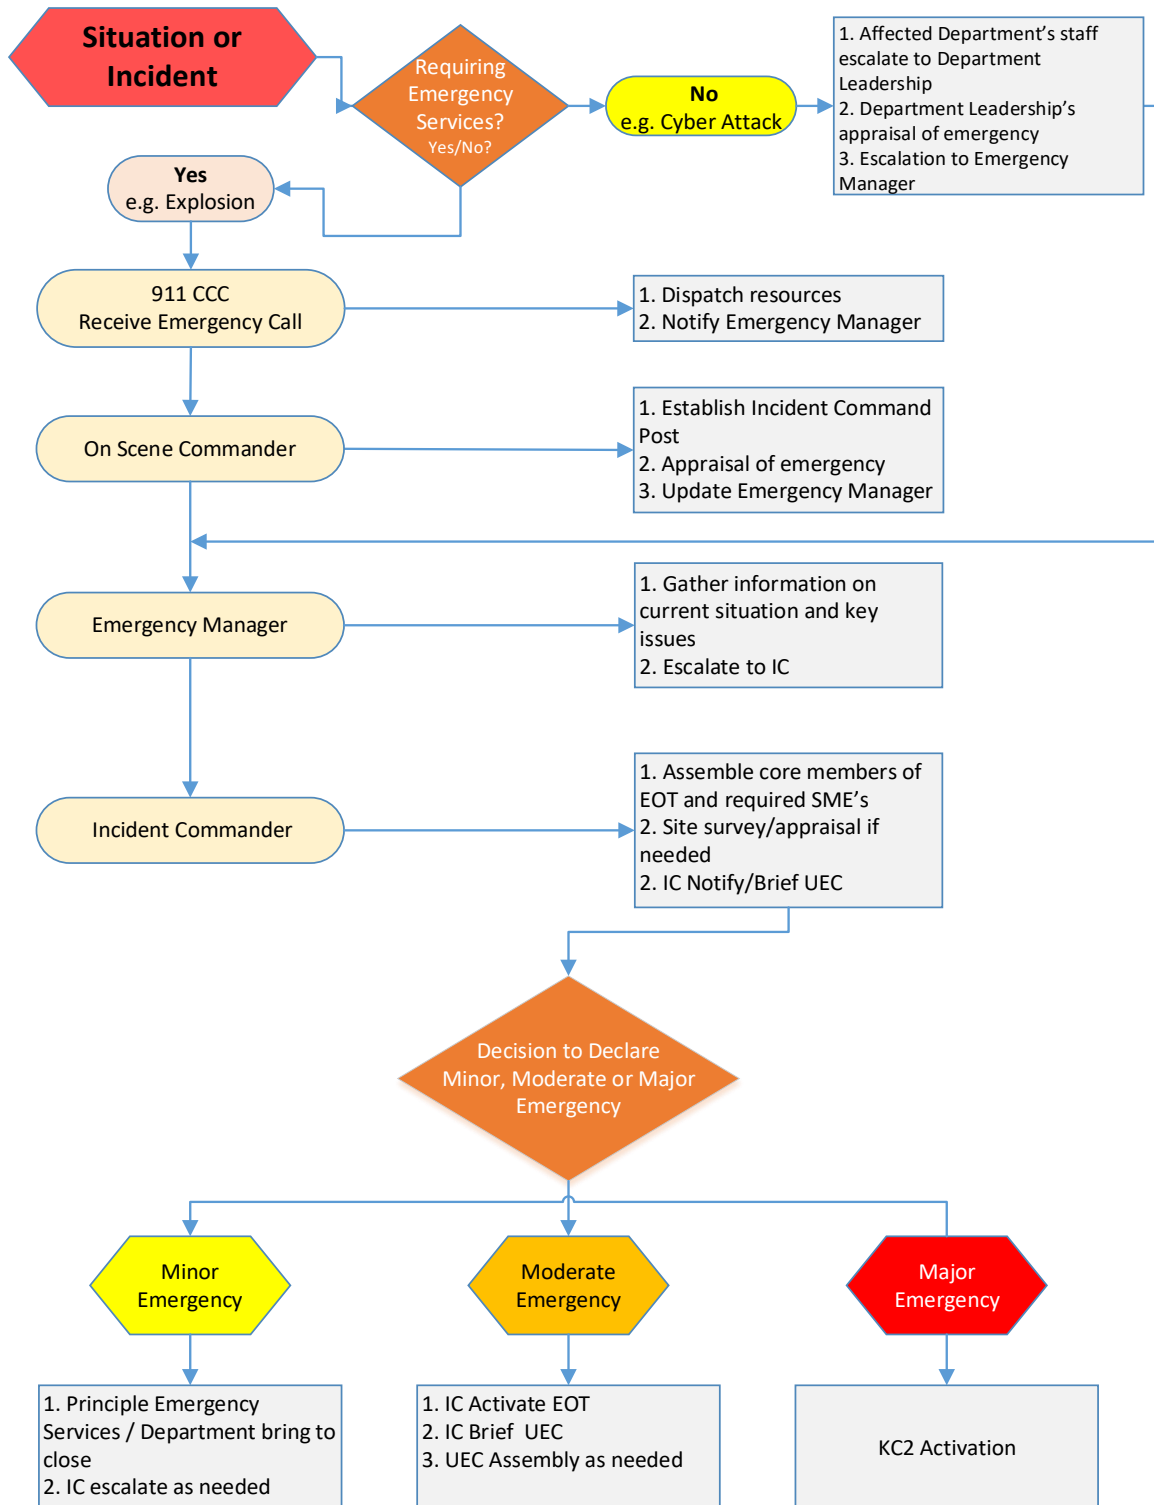 Situation or
Incident
Requiring
Emergency
Services?
Yes/No?
No
e.g. Cyber Attack
1. Affected Department’s staff
escalate to Department
Leadership
2. Department Leadership’s
appraisal of emergency
3. Escalation to Emergency
Manager
Yes
e.g. Explosion
911 CCC
Receive Emergency Call
1. Dispatch resources
2. Notify Emergency Manager
On Scene Commander
1. Establish Incident Command
Post
2. Appraisal of emergency
3. Update Emergency Manager
Emergency Manager
1. Gather information on
current situation and key
issues
2. Escalate to IC
Incident Commander
1. Assemble core members of
EOT and required SME’s
2. Site survey/appraisal if
needed
2. IC Notify/Brief UEC
Decision to Declare
Minor, Moderate or Major
Emergency
Minor
Emergency
Moderate
Emergency
Major
Emergency
1. Principle Emergency
Services / Department bring to
close
2. IC escalate as needed
1. IC Activate EOT
2. IC Brief UEC
3. UEC Assembly as needed
KC2 Activation